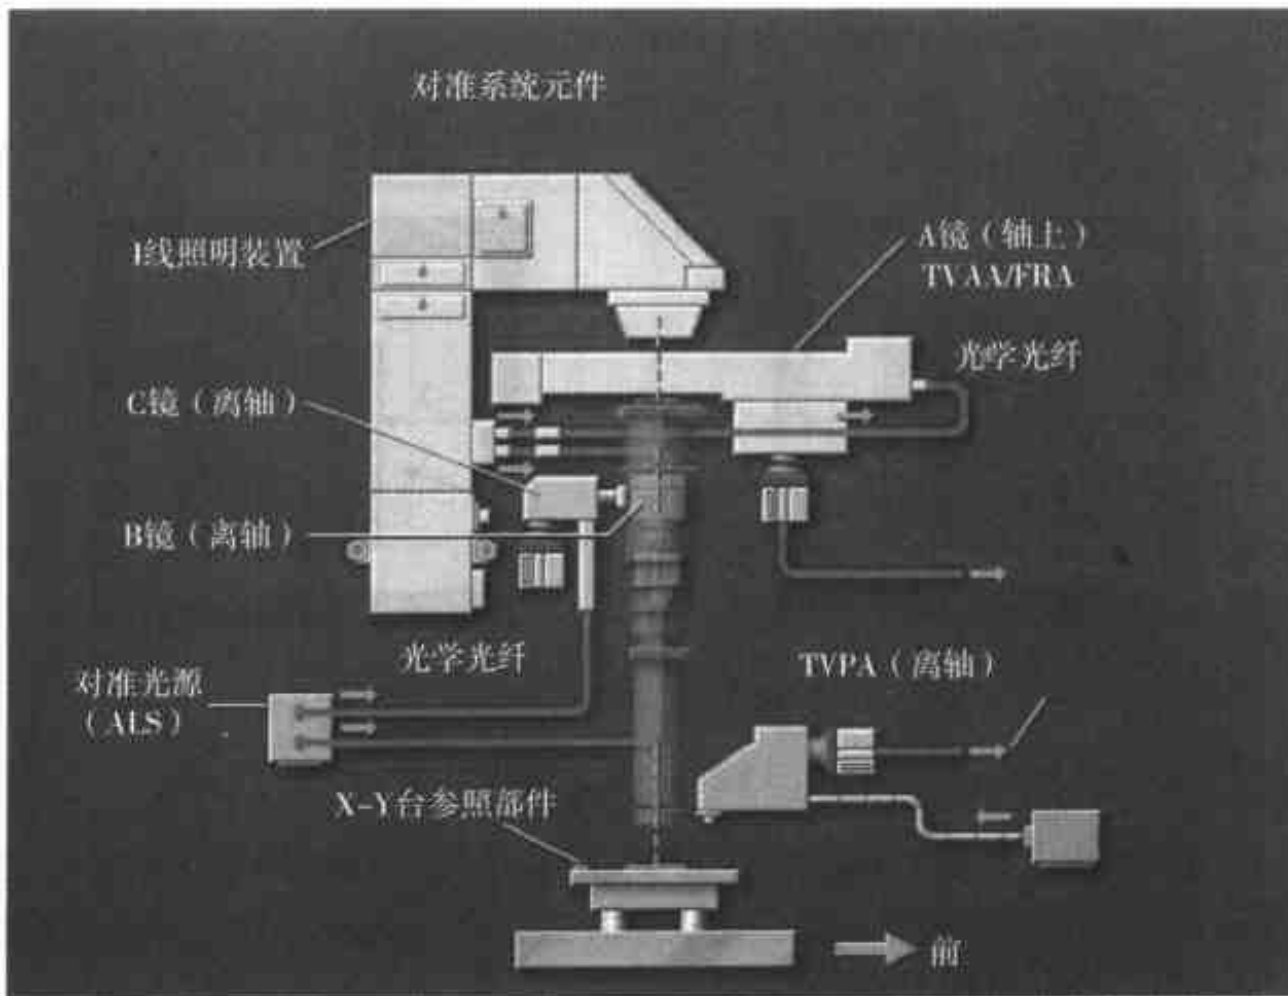 对准系统元件
I线照明装置
A镜（轴上）
TVAA/FRA
光学光纤
C镜（离轴）
B镜（离轴）
光学光纤
TVPA（离轴）
对准光源
（ALS）
X-Y台参照部件
前